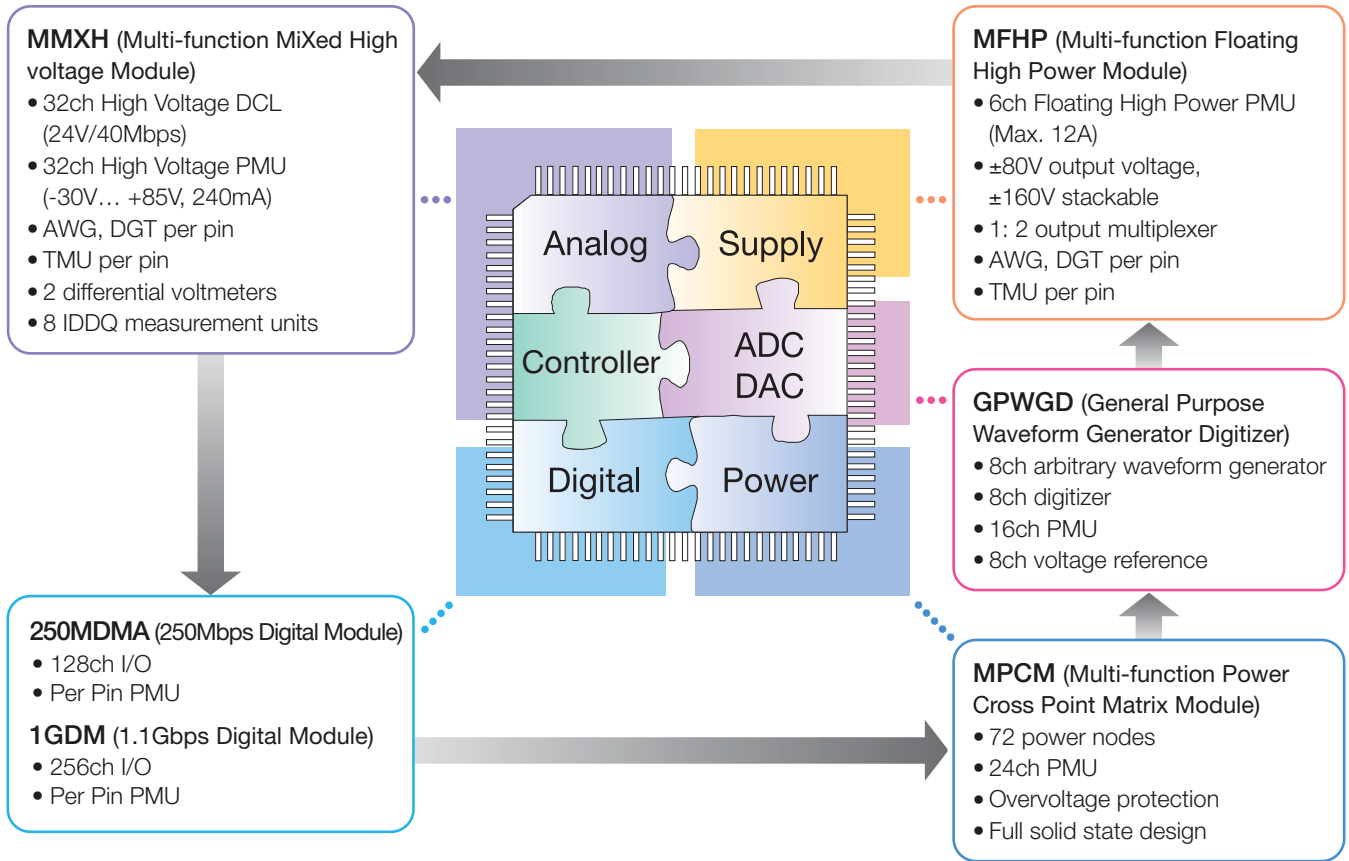 MMXH (Multi-function MiXed High
voltage Module)
• 32ch High Voltage DCL
(24V/40Mbps)
• 32ch High Voltage PMU
(-30V… +85V, 240mA)
• AWG, DGT per pin
• TMU per pin
• 2 differential voltmeters
• 8 IDDQ measurement units
MFHP (Multi-function Floating
High Power Module)
• 6ch Floating High Power PMU
(Max. 12A)
• ±80V output voltage,
±160V stackable
• 1: 2 output multiplexer
• AWG, DGT per pin
• TMU per pin
Analog
Supply
Controller
ADC
DAC
Digital
Power
GPWGD (General Purpose
Waveform Generator Digitizer)
• 8ch arbitrary waveform generator
• 8ch digitizer
• 16ch PMU
• 8ch voltage reference
250MDMA (250Mbps Digital Module)
• 128ch I/O
• Per Pin PMU
1GDM (1.1Gbps Digital Module)
• 256ch I/O
• Per Pin PMU
MPCM (Multi-function Power
Cross Point Matrix Module)
• 72 power nodes
• 24ch PMU
• Overvoltage protection
• Full solid state design